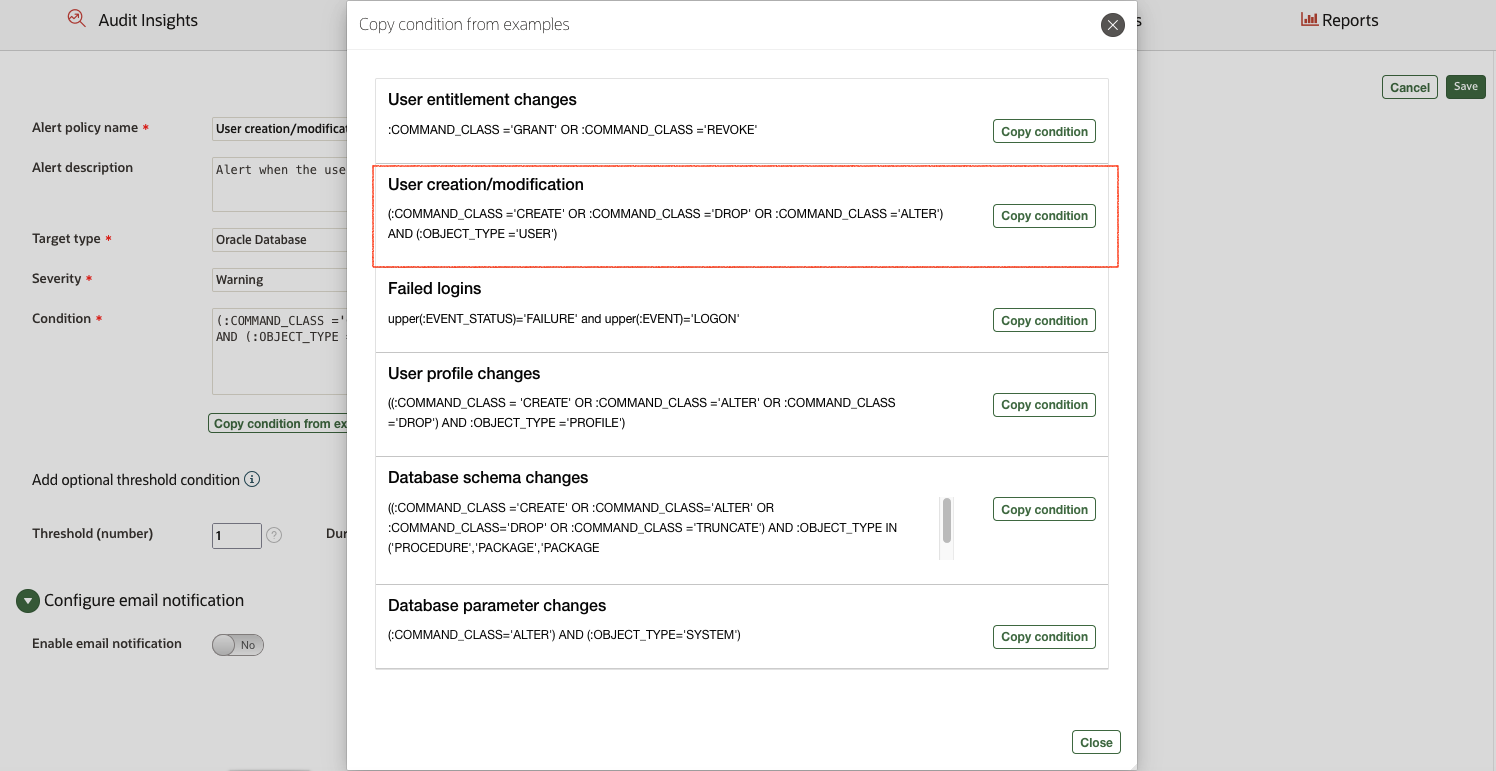 Audit Insights
Reports
Copy condition from examples
Cancel
Save
Alert policy name *
User creation/modificat
Alert description
Alert when the use
Target type *
Oracle Database
Severity *
Warning
Condition *
(:COMMAND_CLASS ='
AND (:OBJECT_TYPE
Copy condition from ex
Add optional threshold condition
Threshold (number)
1
?
Dur
Configure email notification
Enable email notification
No
User entitlement changes
:COMMAND_CLASS ='GRANT' OR :COMMAND_CLASS ='REVOKE'
Copy condition
User creation/modification
(:COMMAND_CLASS ='CREATE' OR :COMMAND_CLASS ='DROP' OR :COMMAND_CLASS ='ALTER')
AND (:OBJECT_TYPE ='USER')
Copy condition
Failed logins
upper(:EVENT_STATUS)='FAILURE' and upper(:EVENT)='LOGON'
Copy condition
User profile changes
((:COMMAND_CLASS = 'CREATE' OR :COMMAND_CLASS ='ALTER' OR :COMMAND_CLASS
='DROP') AND :OBJECT_TYPE ='PROFILE')
Copy condition
Database schema changes
((:COMMAND_CLASS ='CREATE' OR :COMMAND_CLASS='ALTER' OR
:COMMAND_CLASS='DROP' OR :COMMAND_CLASS ='TRUNCATE') AND :OBJECT_TYPE IN
('PROCEDURE','PACKAGE','PACKAGE
Copy condition
Database parameter changes
(:COMMAND_CLASS='ALTER') AND (:OBJECT_TYPE='SYSTEM')
Copy condition
Close